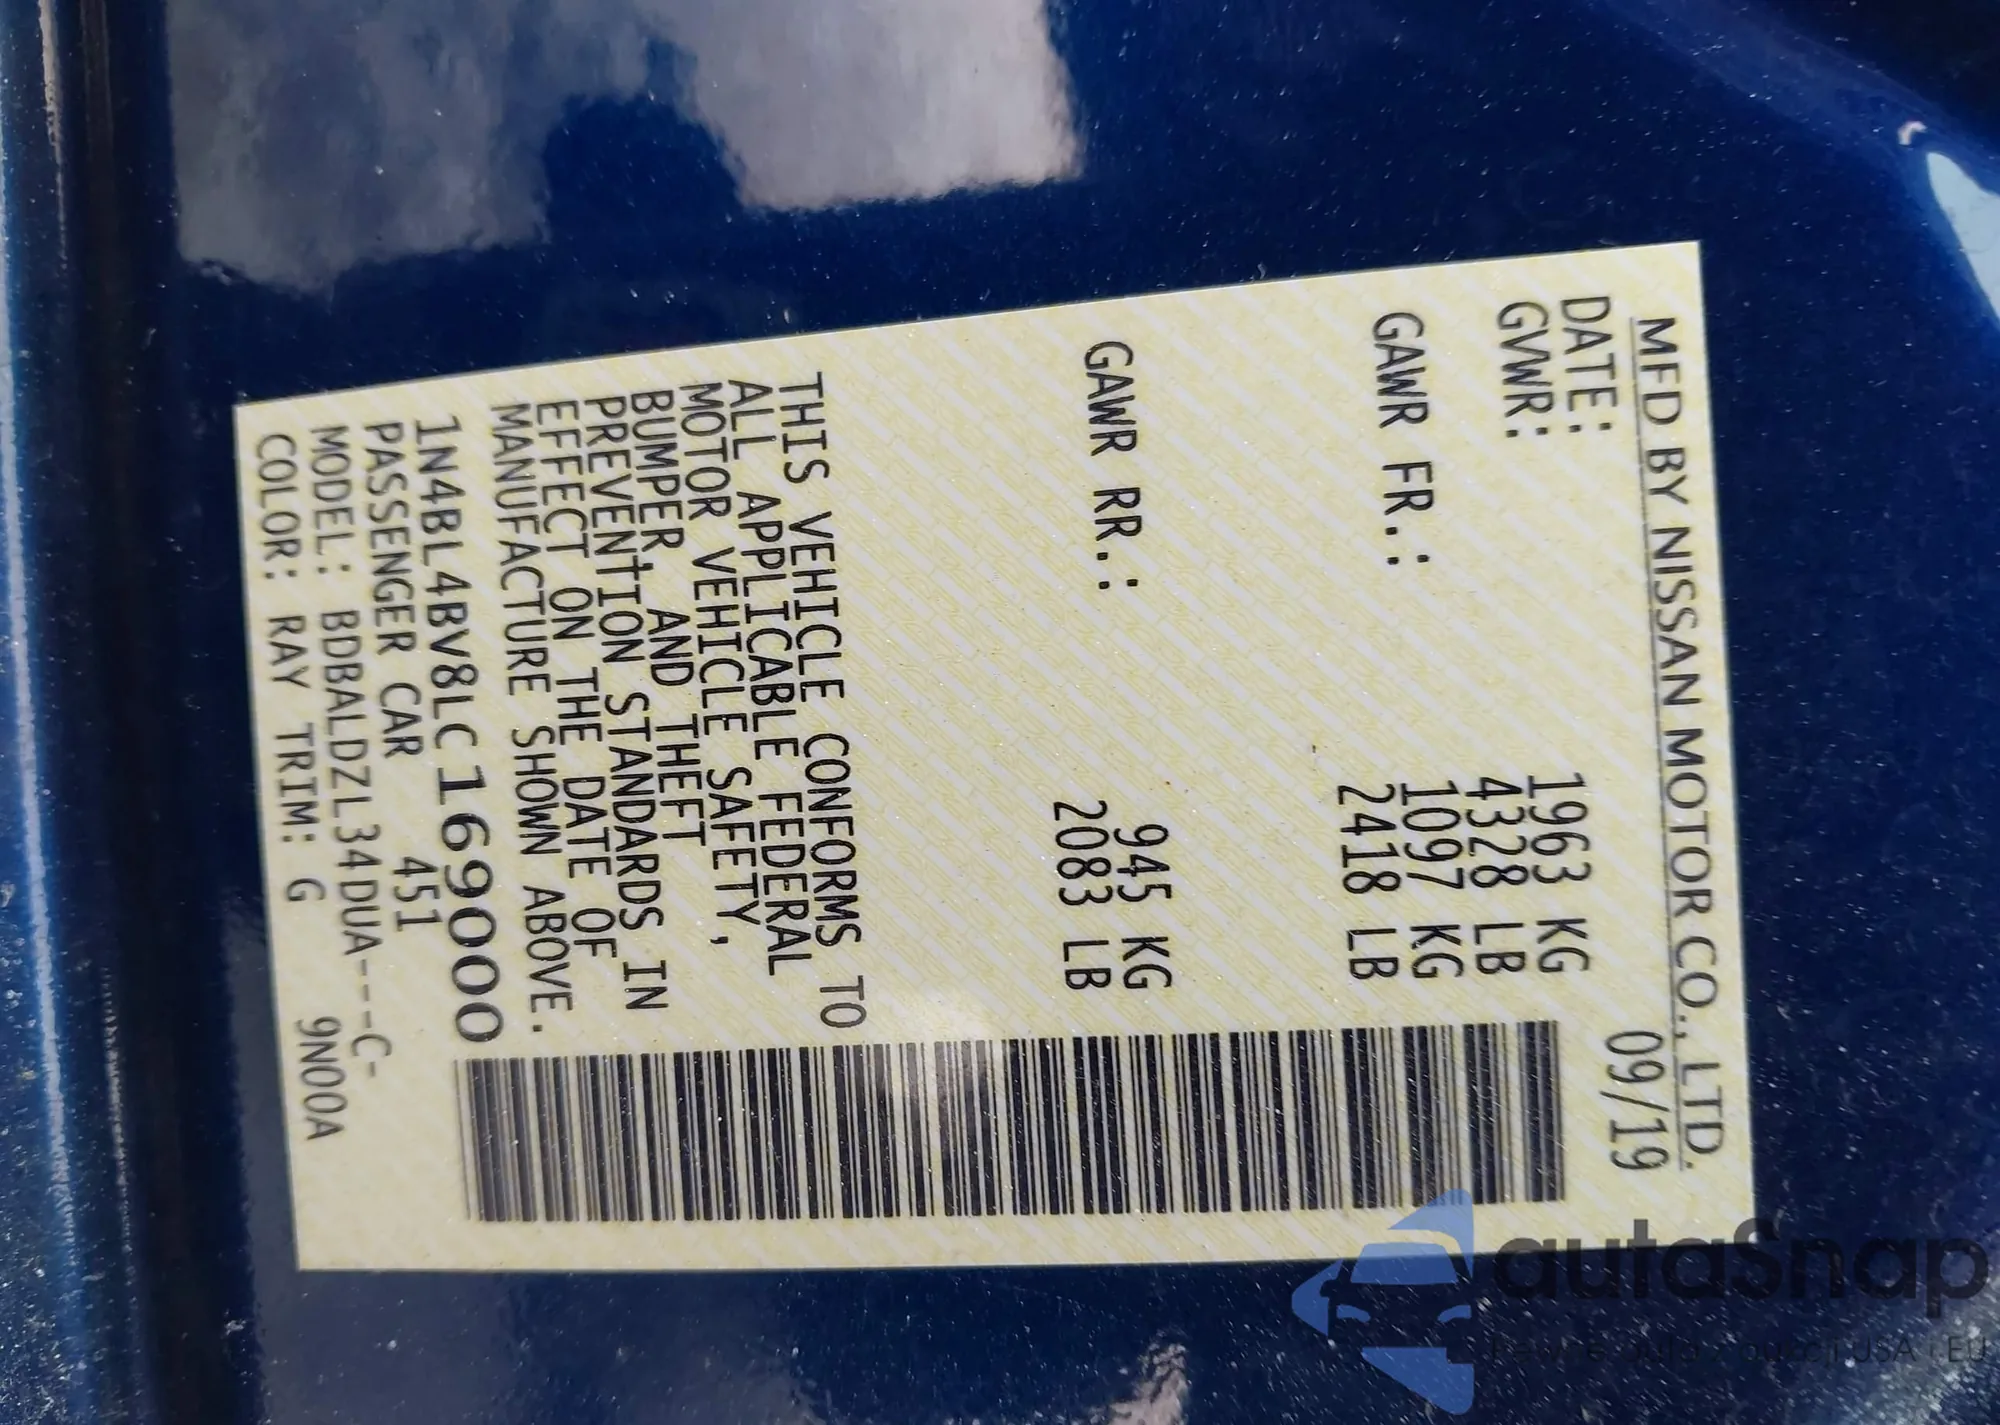 MFD BY NISSAN MOTOR CO., LTD.
DATE: 09/19
GVWR: 1963 KG
4328 LB
GAWR FR.: 1097 KG
2418 LB
GAWR RR.: 945 KG
2083 LB
THIS VEHICLE CONFORMS TO
ALL APPLICABLE FEDERAL
MOTOR VEHICLE SAFETY,
BUMPER, AND THEFT
PREVENTION STANDARDS IN
EFFECT ON THE DATE OF
MANUFACTURE SHOWN ABOVE.
1N4BL4BV8LC169000
PASSENGER CAR 451
MODEL: BDBALDZL34DUA---C-
COLOR: RAY TRIM: G 9N00A
autaSnap
USA i EU